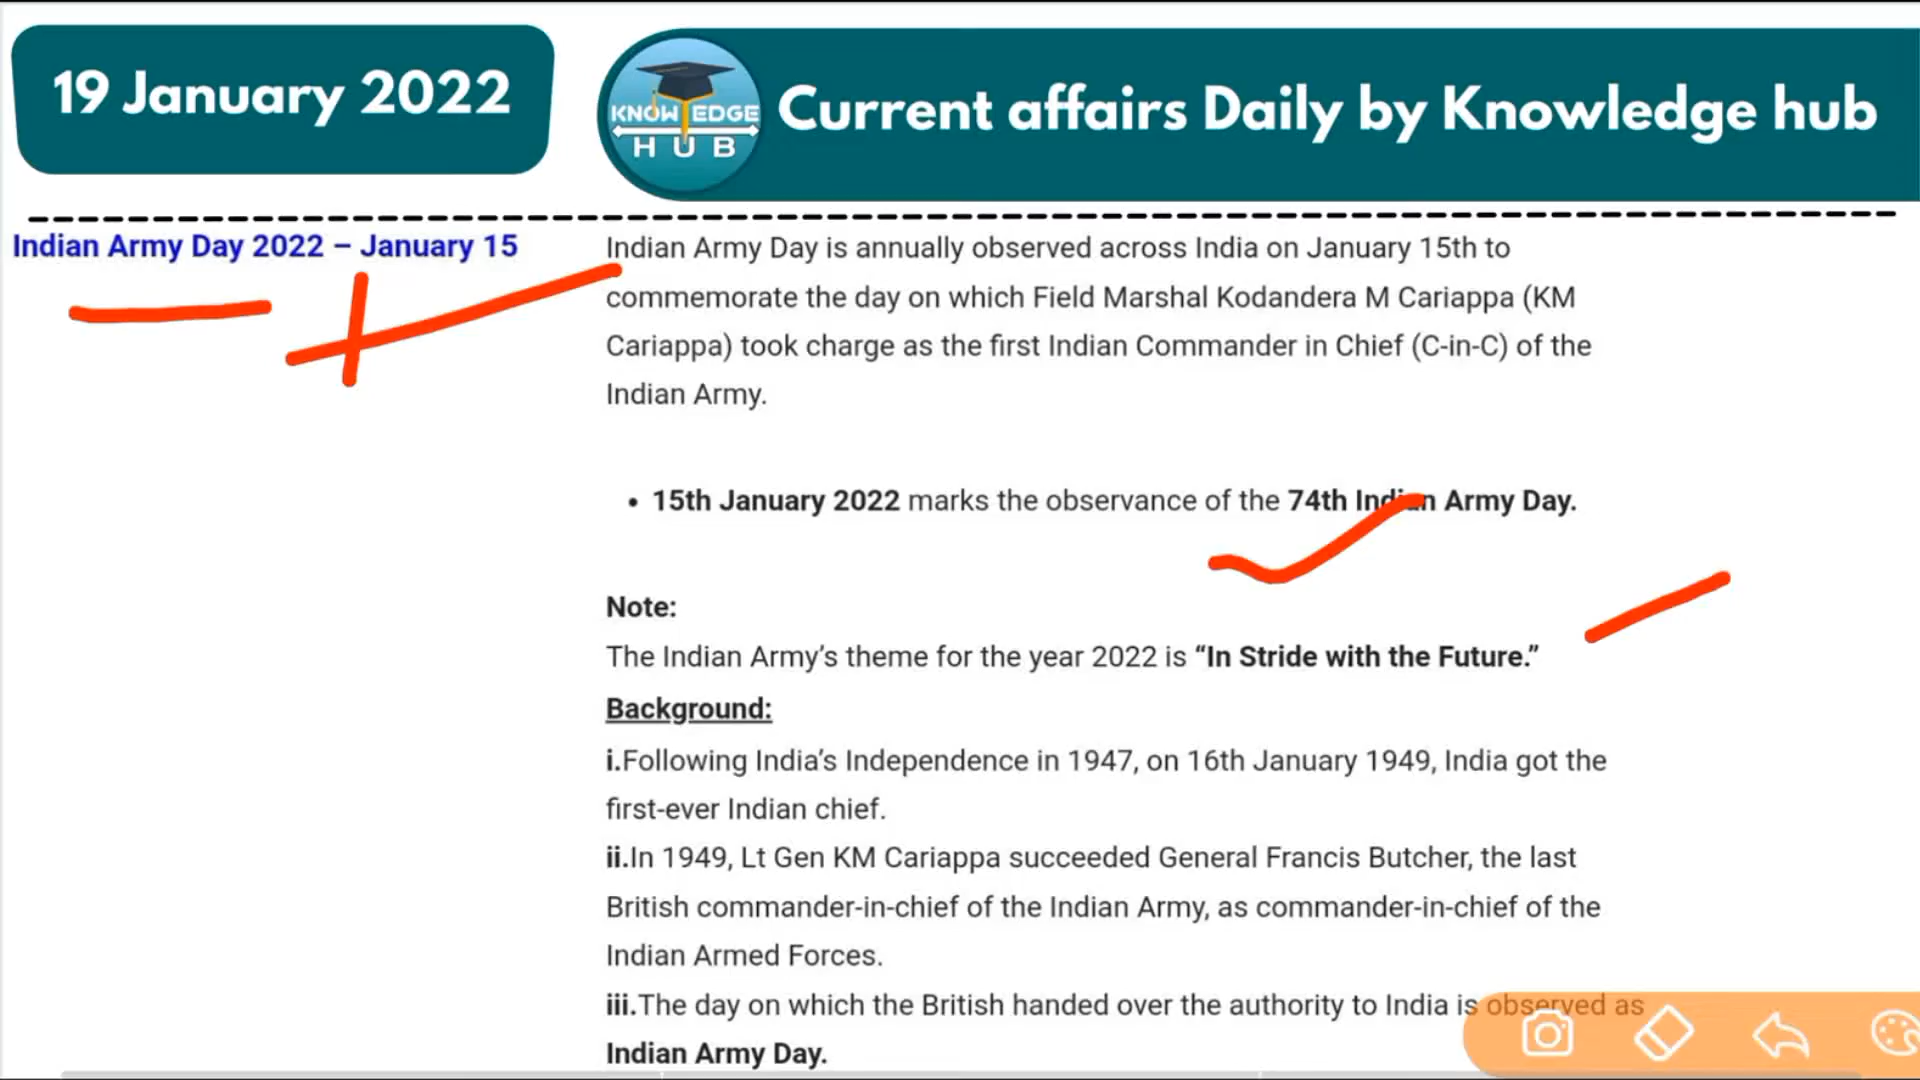 19 January 2022
KNOWLEDGE
HUB
Current affairs Daily by Knowledge hub
Indian Army Day 2022 – January 15
Indian Army Day is annually observed across India on January 15th to
commemorate the day on which Field Marshal Kodandera M Cariappa (KM
Cariappa) took charge as the first Indian Commander in Chief (C-in-C) of the
Indian Army.
• 15th January 2022 marks the observance of the 74th Indian Army Day.
Note:
The Indian Army’s theme for the year 2022 is “In Stride with the Future.”
Background:
i.Following India’s Independence in 1947, on 16th January 1949, India got the
first-ever Indian chief.
ii.In 1949, Lt Gen KM Cariappa succeeded General Francis Butcher, the last
British commander-in-chief of the Indian Army, as commander-in-chief of the
Indian Armed Forces.
iii.The day on which the British handed over the authority to India is observed as
Indian Army Day.